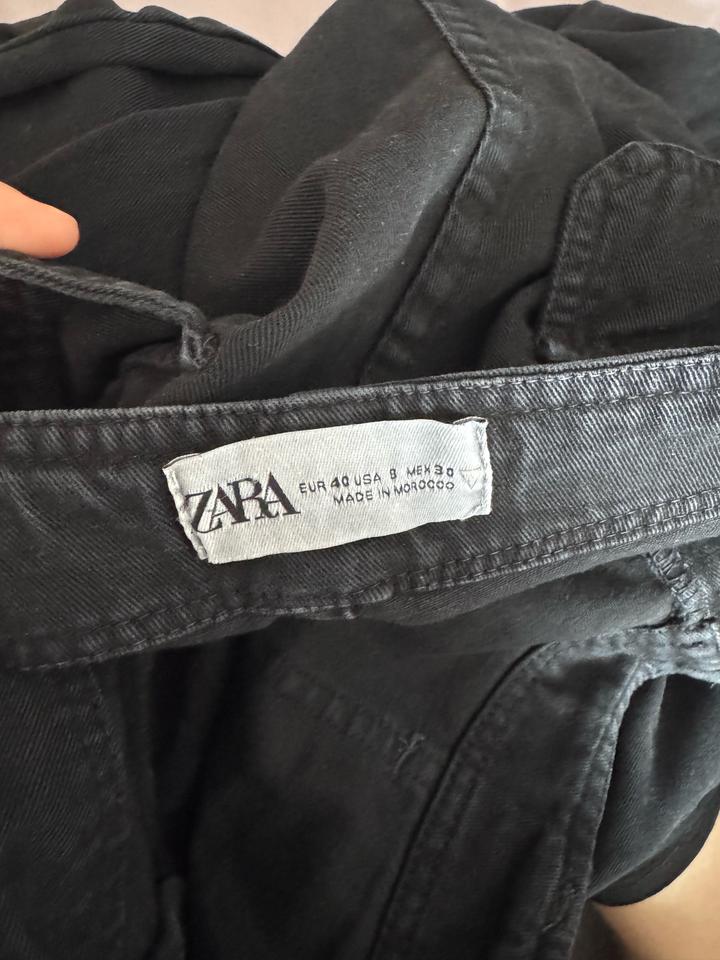 ZARA
EUR 40 USA 8 MEX 30
MADE IN MOROCCO